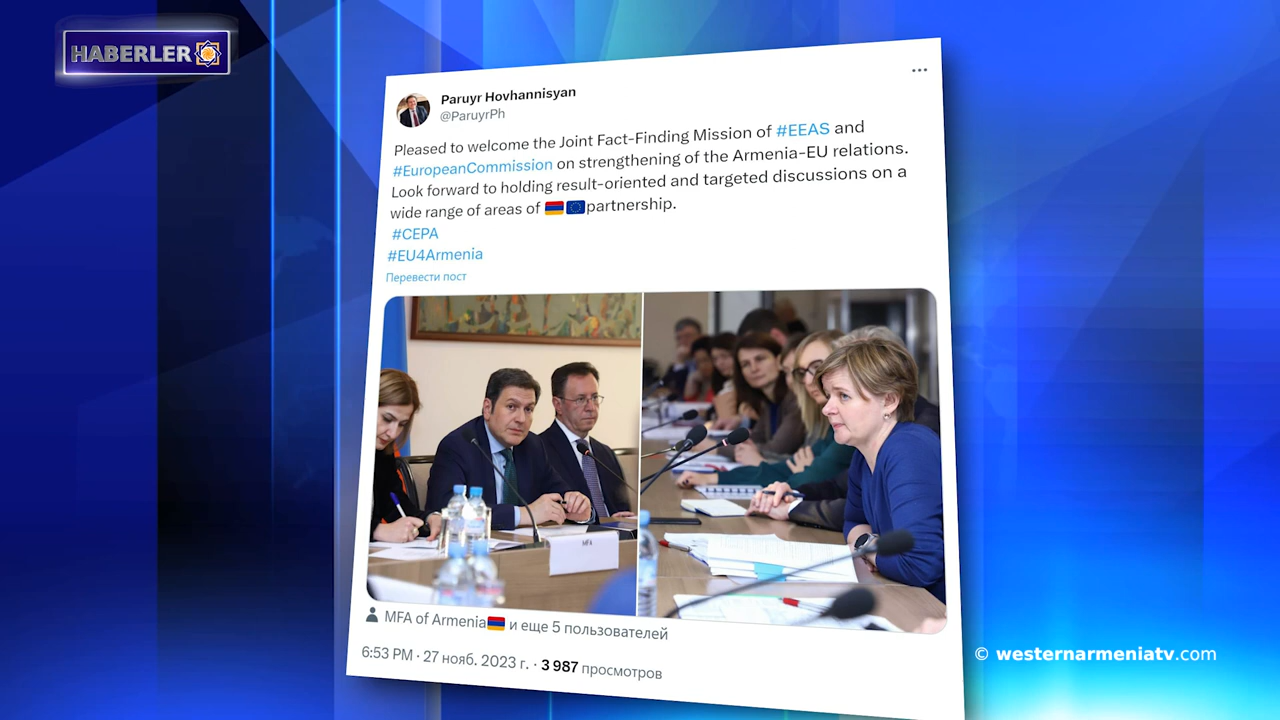 HABERLER
Paruyr Hovhannisyan
@ParuyrPh
Pleased to welcome the Joint Fact-Finding Mission of #EEAS and
#EuropeanCommission on strengthening of the Armenia-EU relations.
Look forward to holding result-oriented and targeted discussions on a
wide range of areas of 🇦🇲🇪🇺partnership.
#CEPA
#EU4Armenia
Перевести пост
MFA
MFA of Armenia🇦🇲 и еще 5 пользователей
6:53 PM · 27 нояб. 2023 г. · 3 987 просмотров
© westernarmeniatv.com